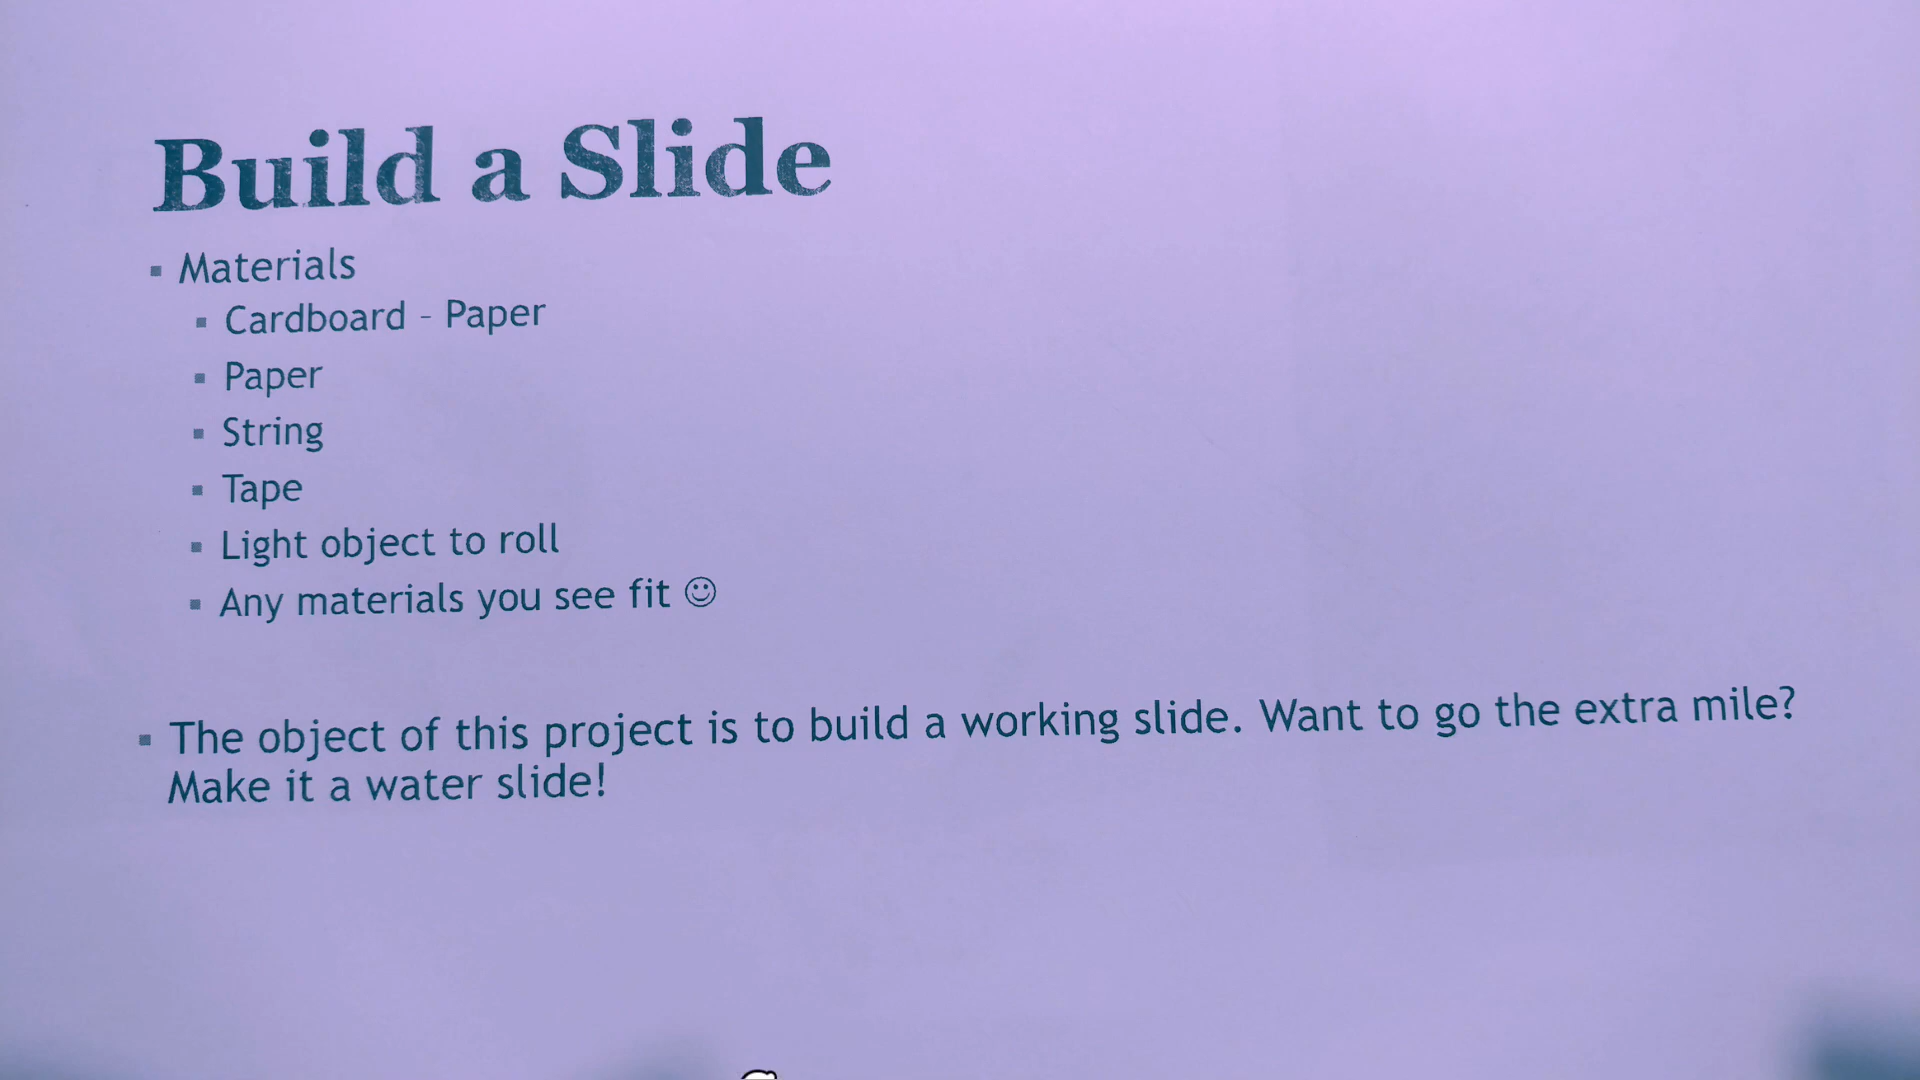 Build a Slide
▪ Materials
▪ Cardboard – Paper
▪ Paper
▪ String
▪ Tape
▪ Light object to roll
▪ Any materials you see fit ☺
▪ The object of this project is to build a working slide. Want to go the extra mile?
Make it a water slide!